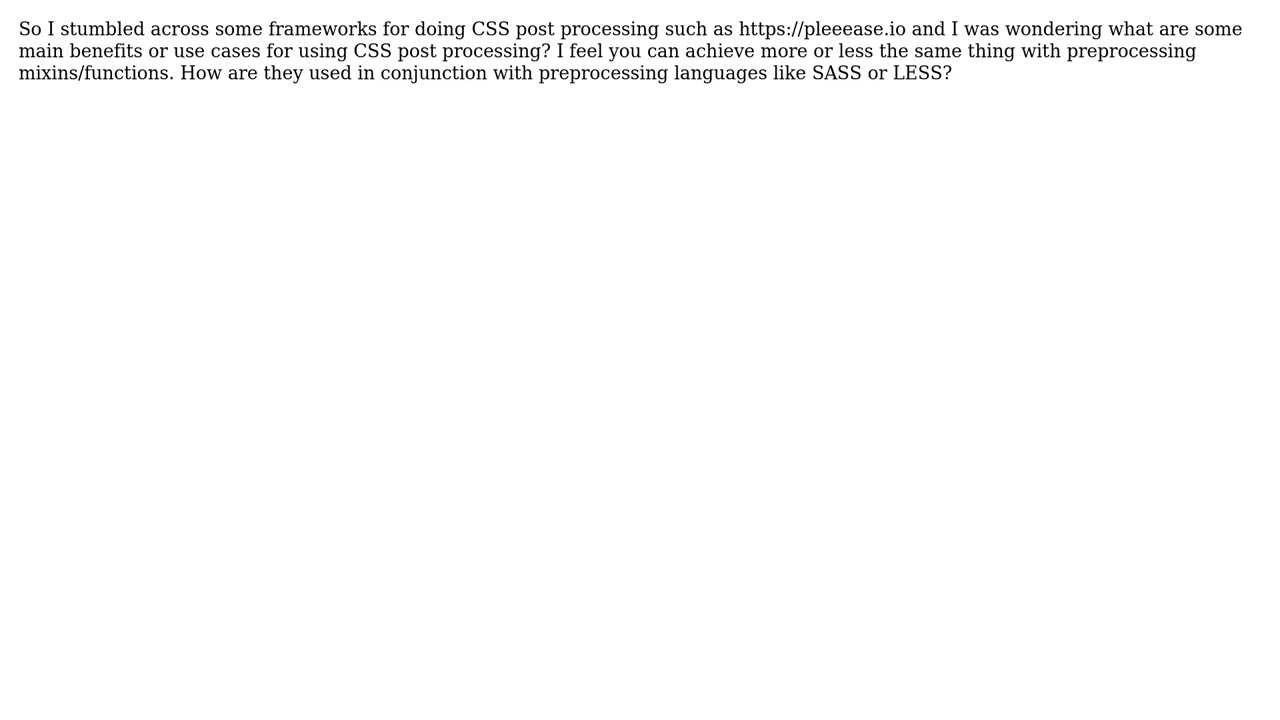 So I stumbled across some frameworks for doing CSS post processing such as https://pleeease.io and I was wondering what are some
main benefits or use cases for using CSS post processing? I feel you can achieve more or less the same thing with preprocessing
mixins/functions. How are they used in conjunction with preprocessing languages like SASS or LESS?